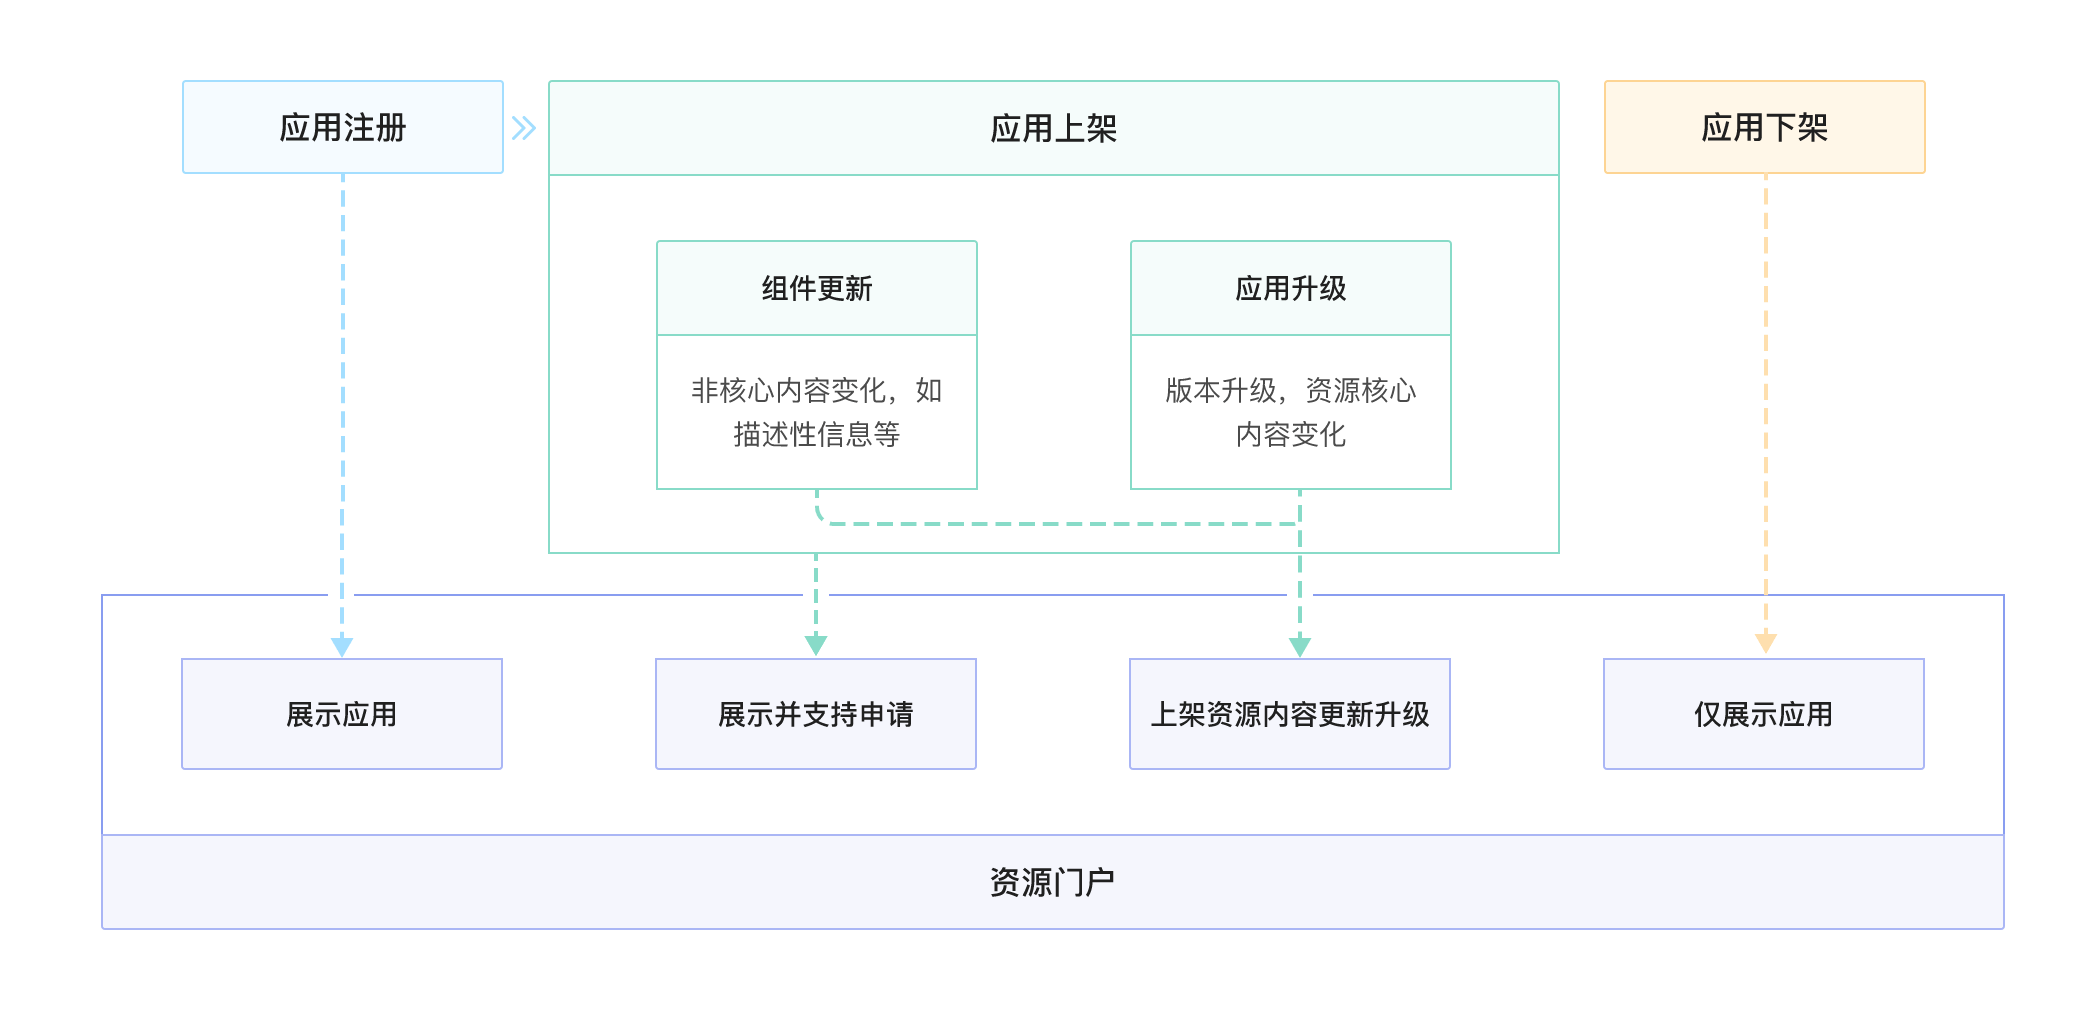 应用注册
应用上架
应用下架
组件更新
应用升级
非核心内容变化，如
描述性信息等
版本升级，资源核心
内容变化
展示应用
展示并支持申请
上架资源内容更新升级
仅展示应用
资源门户